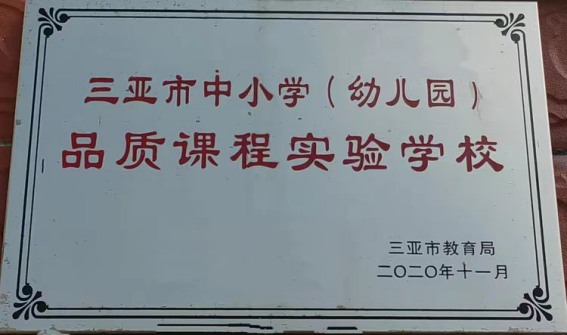 三亚市中小学（幼儿园）
品质课程实验学校
三亚市教育局
二〇二〇年十一月